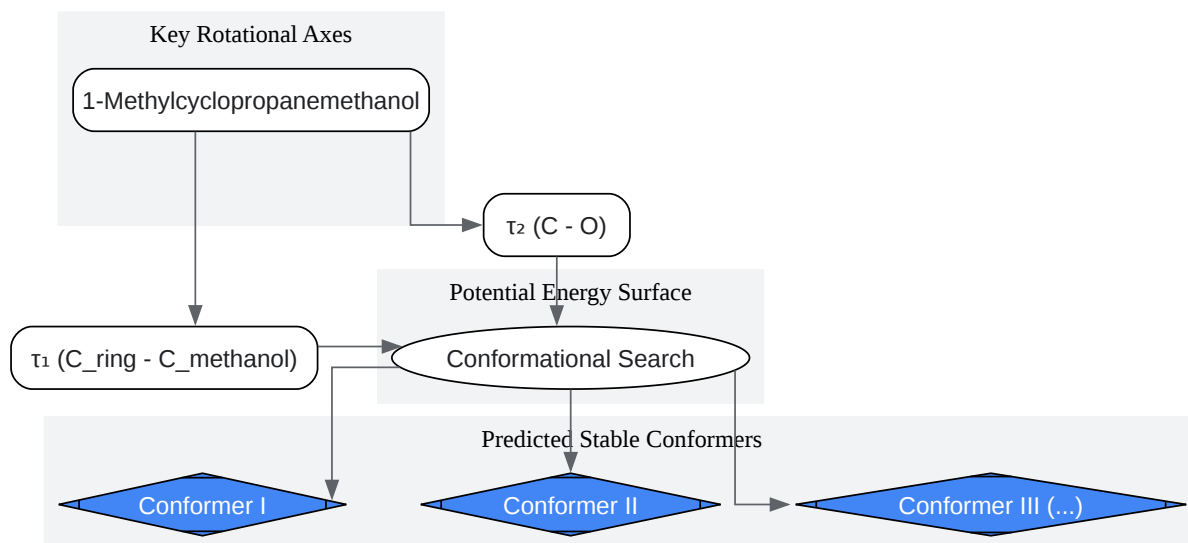 Key Rotational Axes
1-Methylcyclopropanemethanol
τ₂ (C - O)
Potential Energy Surface
τ₁ (C_ring - C_methanol)
Conformational Search
Predicted Stable Conformers
Conformer I
Conformer II
Conformer III (...)